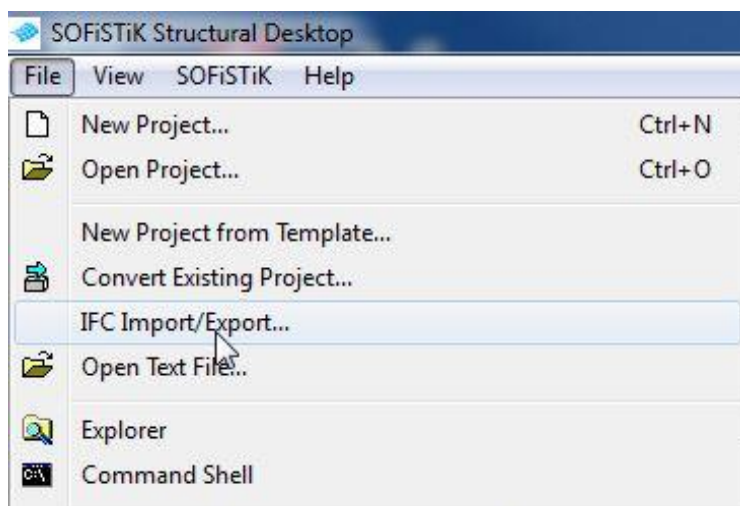 SOFiSTiK Structural Desktop
File View SOFiSTiK Help
New Project... Ctrl+N
Open Project... Ctrl+O
New Project from Template...
Convert Existing Project...
IFC Import/Export...
Open Text File...
Explorer
Command Shell